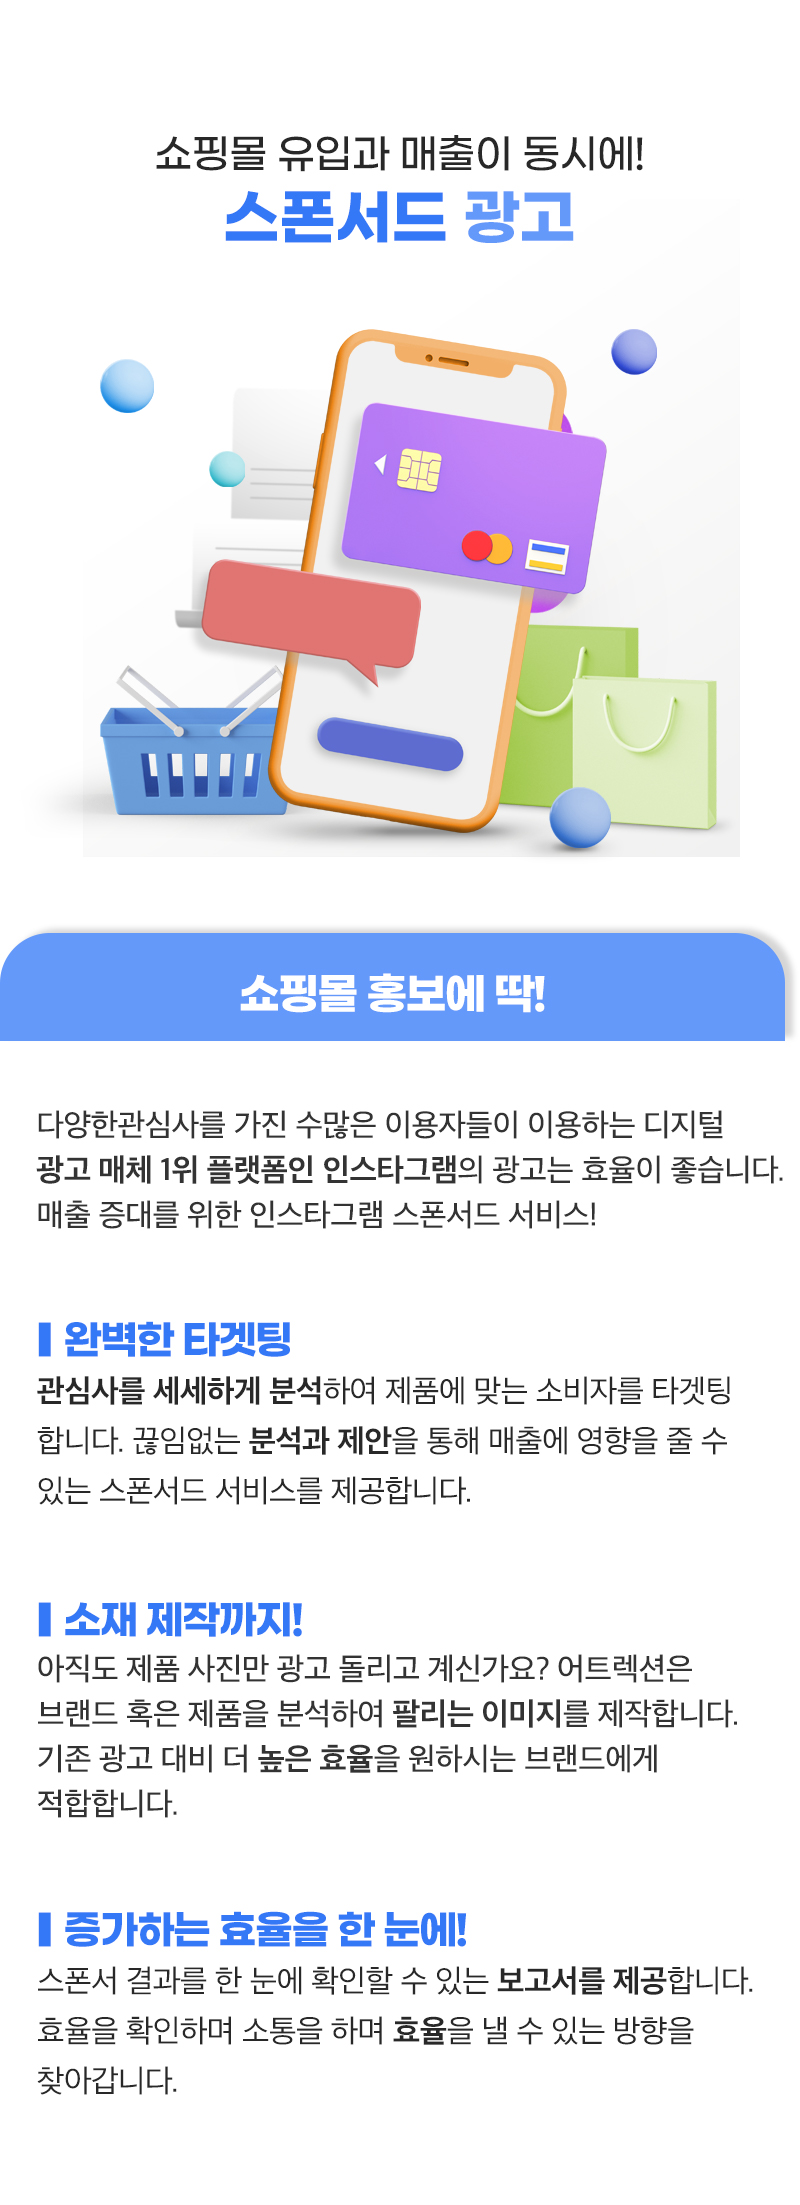 쇼핑몰 유입과 매출이 동시에!
스폰서드 광고
쇼핑몰 홍보에 딱!
다양한관심사를 가진 수많은 이용자들이 이용하는 디지털
광고 매체 1위 플랫폼인 인스타그램의 광고는 효율이 좋습니다.
매출 증대를 위한 인스타그램 스폰서드 서비스!
완벽한 타겟팅
관심사를 세세하게 분석하여 제품에 맞는 소비자를 타겟팅
합니다. 끊임없는 분석과 제안을 통해 매출에 영향을 줄 수
있는 스폰서드 서비스를 제공합니다.
소재 제작까지!
아직도 제품 사진만 광고 돌리고 계신가요? 어트렉션은
브랜드 혹은 제품을 분석하여 팔리는 이미지를 제작합니다.
기존 광고 대비 더 높은 효율을 원하시는 브랜드에게
적합합니다.
증가하는 효율을 한 눈에!
스폰서 결과를 한 눈에 확인할 수 있는 보고서를 제공합니다.
효율을 확인하며 소통을 하며 효율을 낼 수 있는 방향을
찾아갑니다.